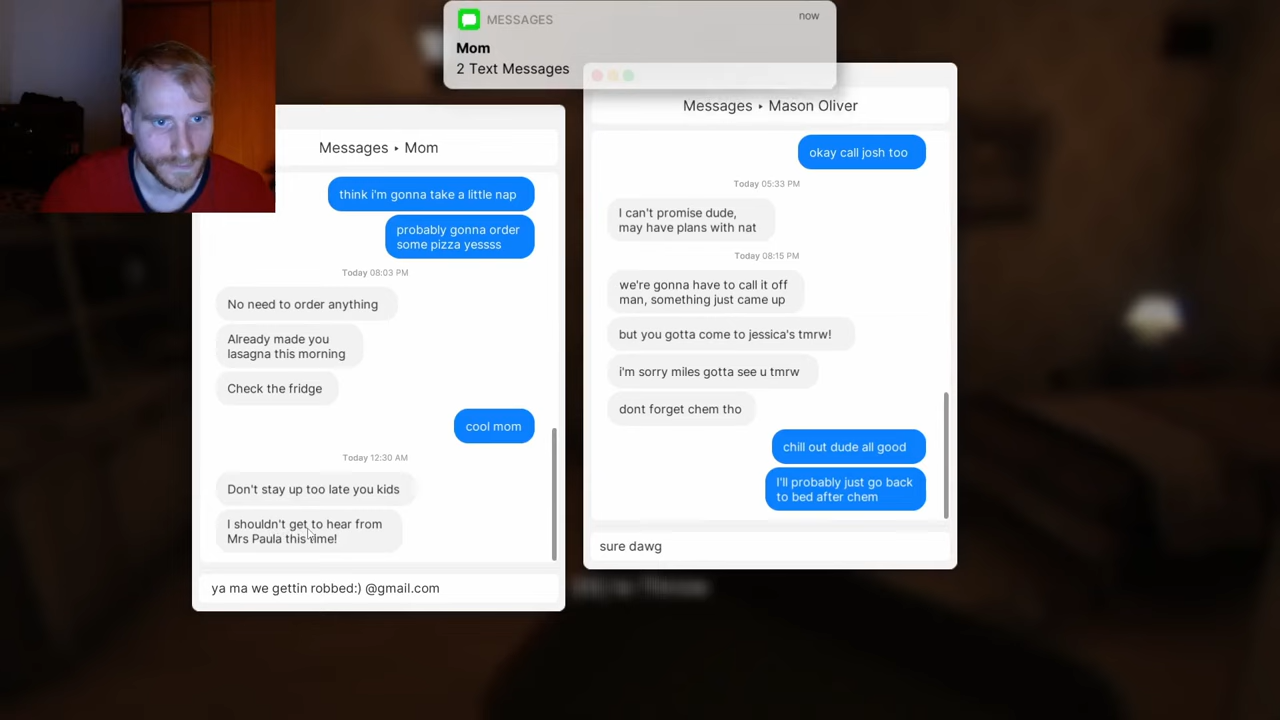 MESSAGES
now
Mom
2 Text Messages
Messages ‣ Mom
think i'm gonna take a little nap
probably gonna order
some pizza yessss
Today 08:03 PM
No need to order anything
Already made you
lasagna this morning
Check the fridge
cool mom
Today 12:30 AM
Don't stay up too late you kids
I shouldn't get to hear from
Mrs Paula this time!
ya ma we gettin robbed:) @gmail.com
Messages ‣ Mason Oliver
okay call josh too
Today 05:33 PM
I can't promise dude,
may have plans with nat
Today 08:15 PM
we're gonna have to call it off
man, something just came up
but you gotta come to jessica's tmrw!
i'm sorry miles gotta see u tmrw
dont forget chem tho
chill out dude all good
I'll probably just go back
to bed after chem
sure dawg